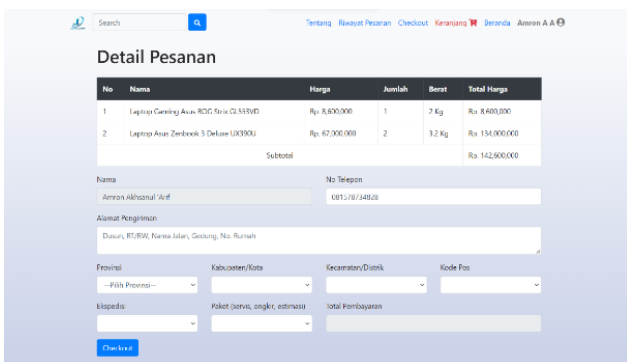 Search
Tentang Riwayat Pesanan Checkout Keranjang Beranda Amron A A
Detail Pesanan
No Nama Harga Jumlah Berat Total Harga
1 Laptop Gaming Asus ROG Strix GL553VD Rp. 8,600,000 1 2 Kg Rp. 8,600,000
2 Laptop Asus Zenbook 3 Deluxe UX390U Rp. 67,000,000 2 3.2 Kg Rp. 134,000,000
Subtotal Rp. 142,600,000
Nama No Telepon
Amron Akhsanul 'Arif 081578734828
Alamat Pengiriman
Dusun, RT/RW, Nama Jalan, Gedung, No. Rumah
Provinsi Kabupaten/Kota Kecamatan/Distrik Kode Pos
--Pilih Provinsi--
Ekspedisi Paket (servis, ongkir, estimasi) Total Pembayaran
Checkout